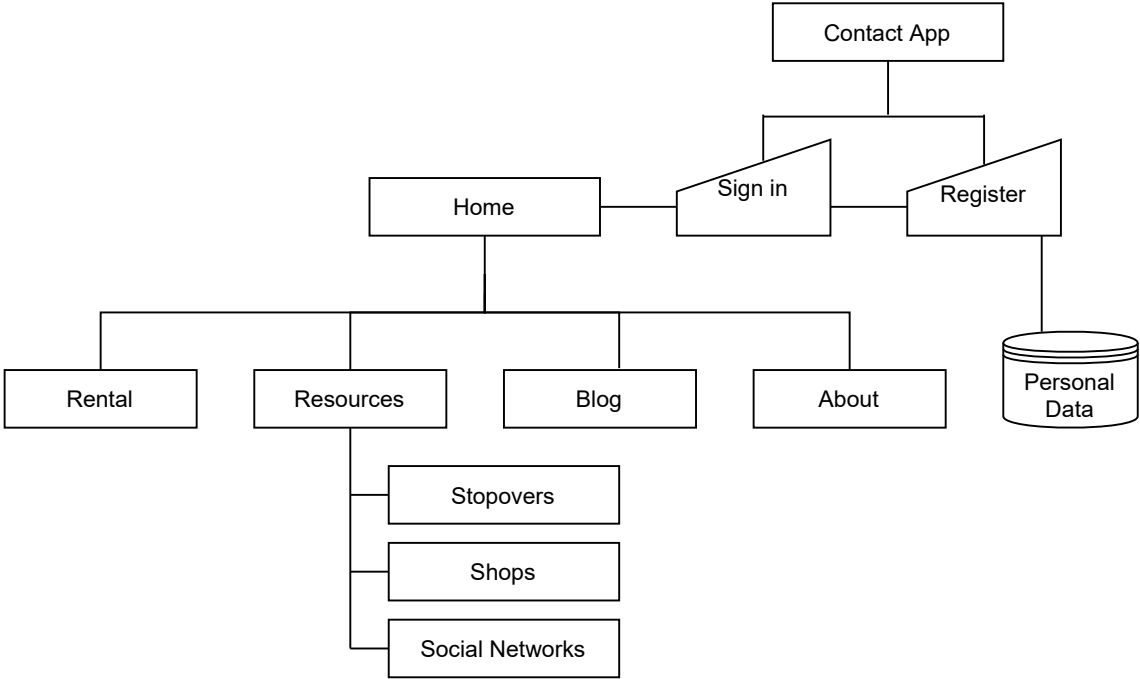 Contact App
Sign in
Register
Home
Rental
Resources
Blog
About
Personal
Data
Stopovers
Shops
Social Networks